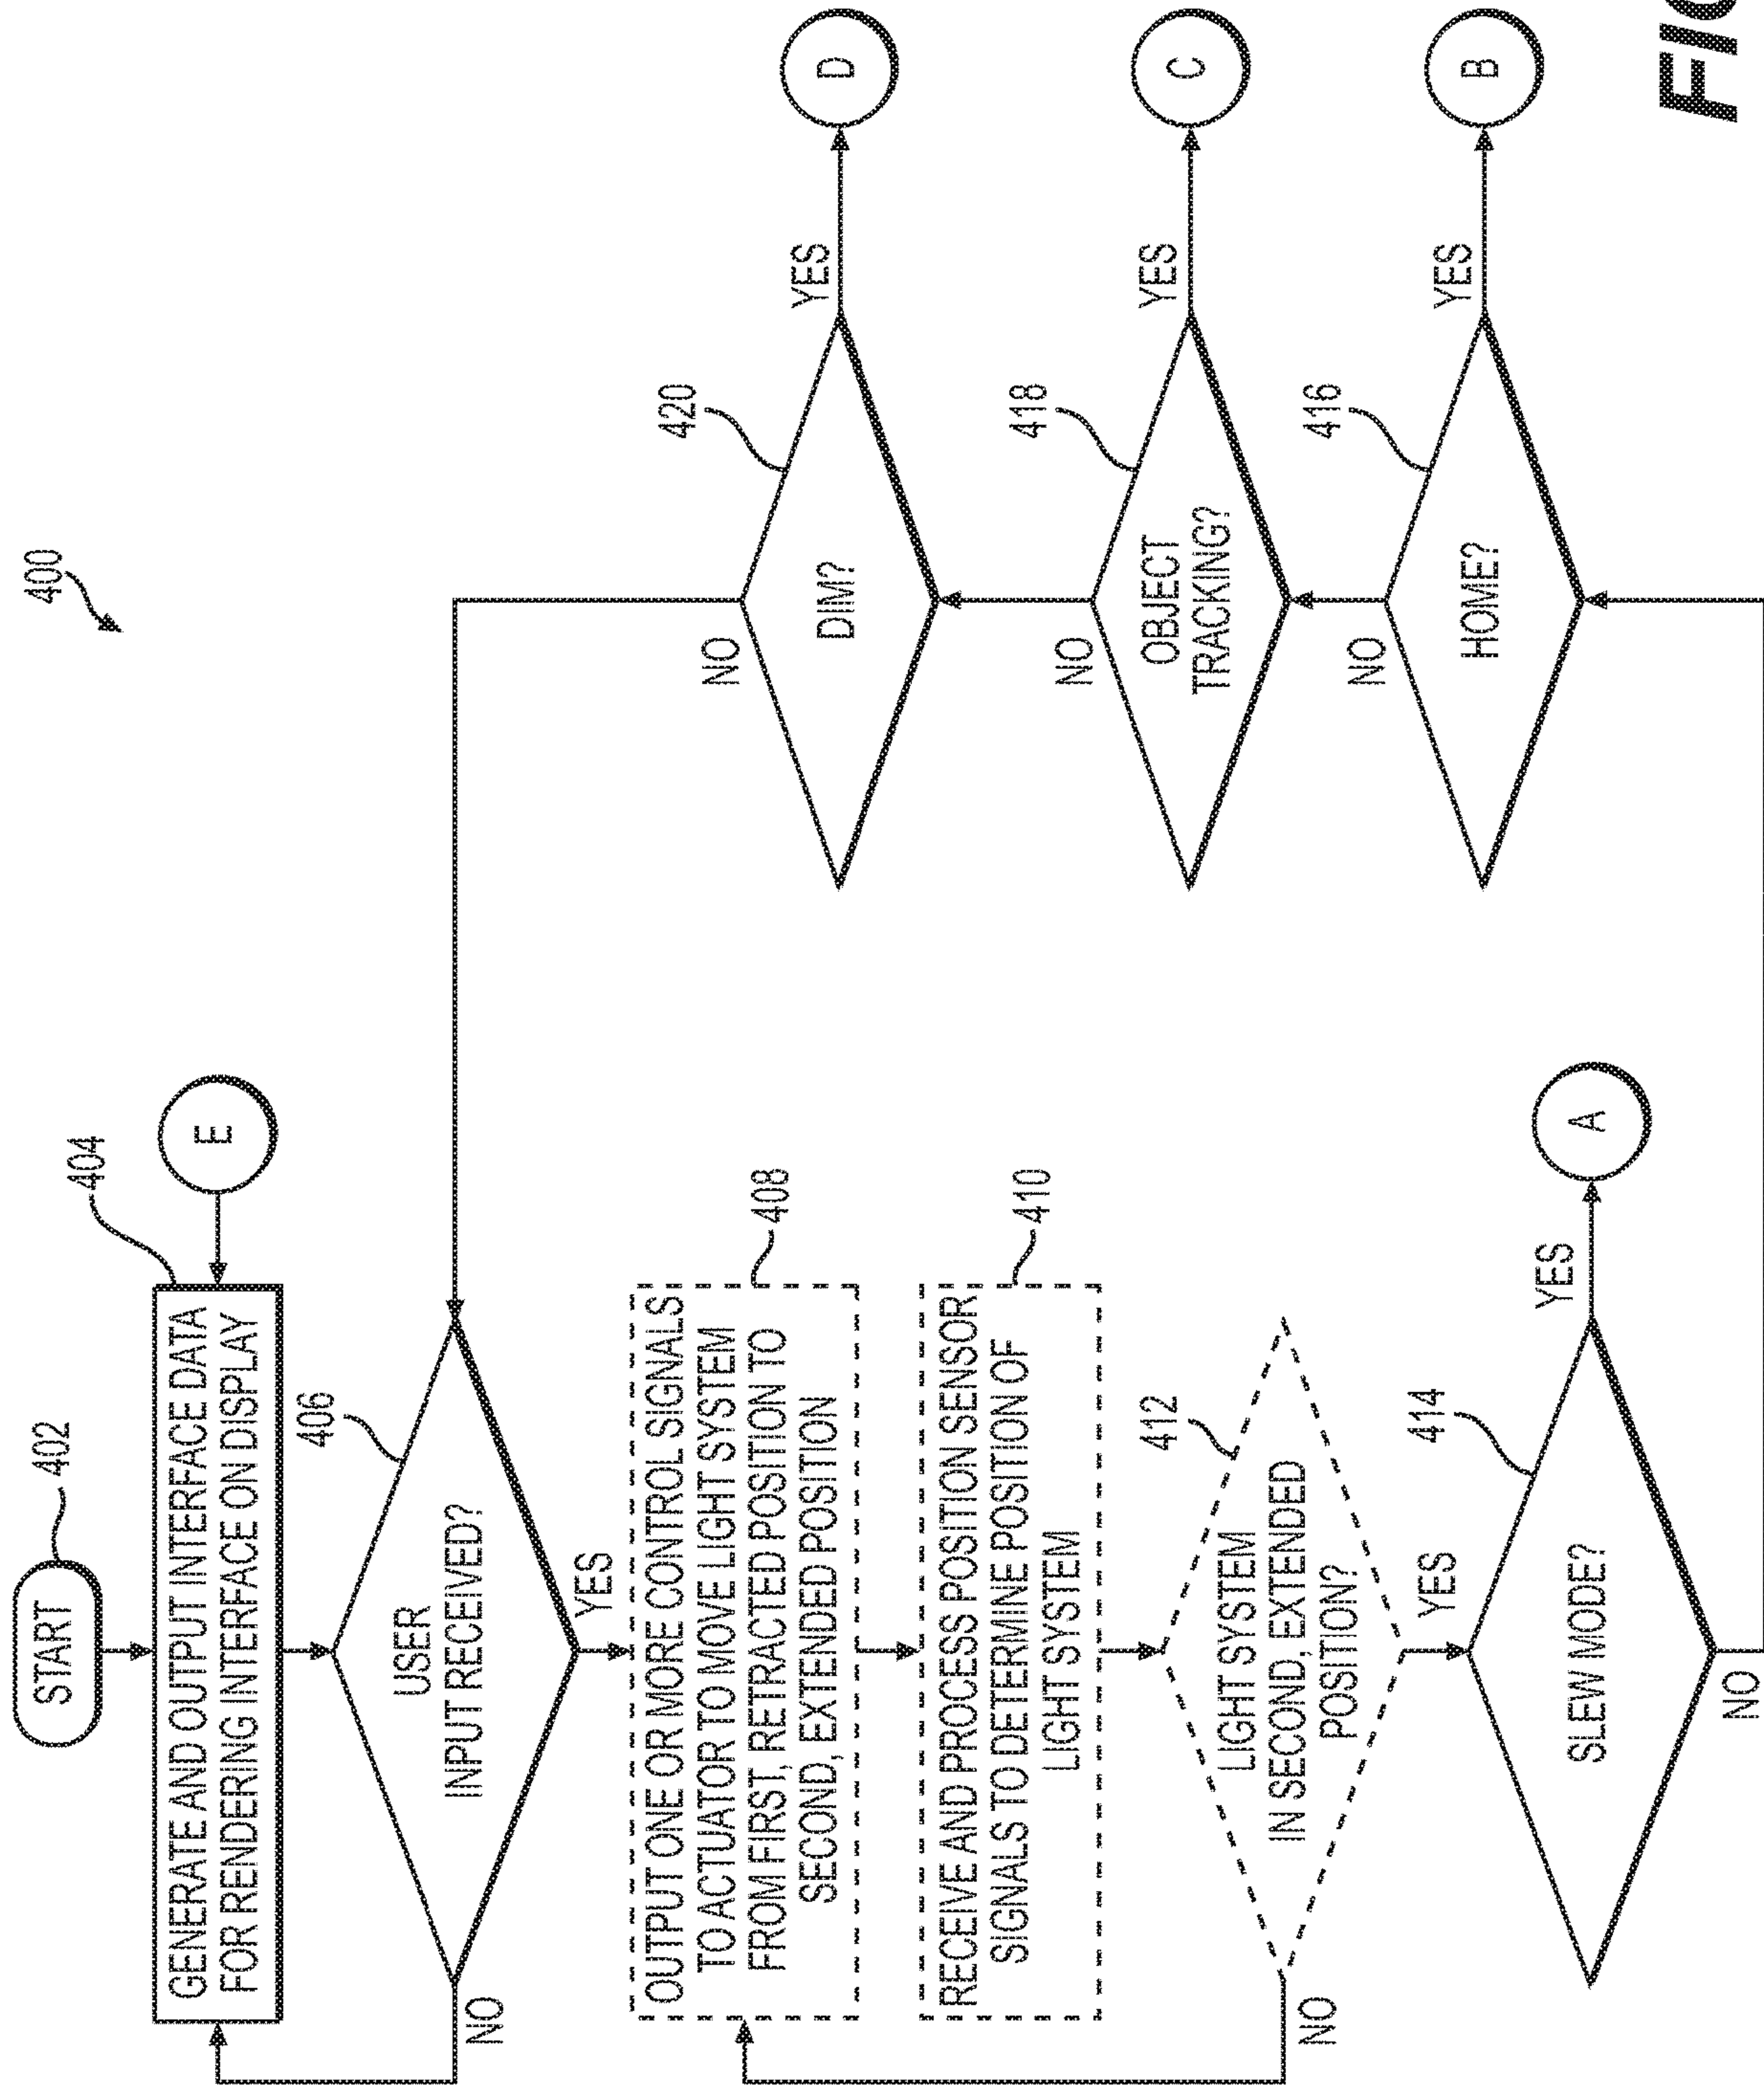 400
START
402
GENERATE AND OUTPUT INTERFACE DATA
FOR RENDERING INTERFACE ON DISPLAY
404
E
USER
INPUT RECEIVED?
406
NO
YES
OUTPUT ONE OR MORE CONTROL SIGNALS
TO ACTUATOR TO MOVE LIGHT SYSTEM
FROM FIRST, RETRACTED POSITION TO
SECOND, EXTENDED POSITION
408
RECEIVE AND PROCESS POSITION SENSOR
SIGNALS TO DETERMINE POSITION OF
LIGHT SYSTEM
410
LIGHT SYSTEM
IN SECOND, EXTENDED
POSITION?
412
NO
YES
SLEW MODE?
414
YES
A
NO
HOME?
416
YES
B
NO
OBJECT
TRACKING?
418
YES
C
NO
DIM?
420
YES
D
NO